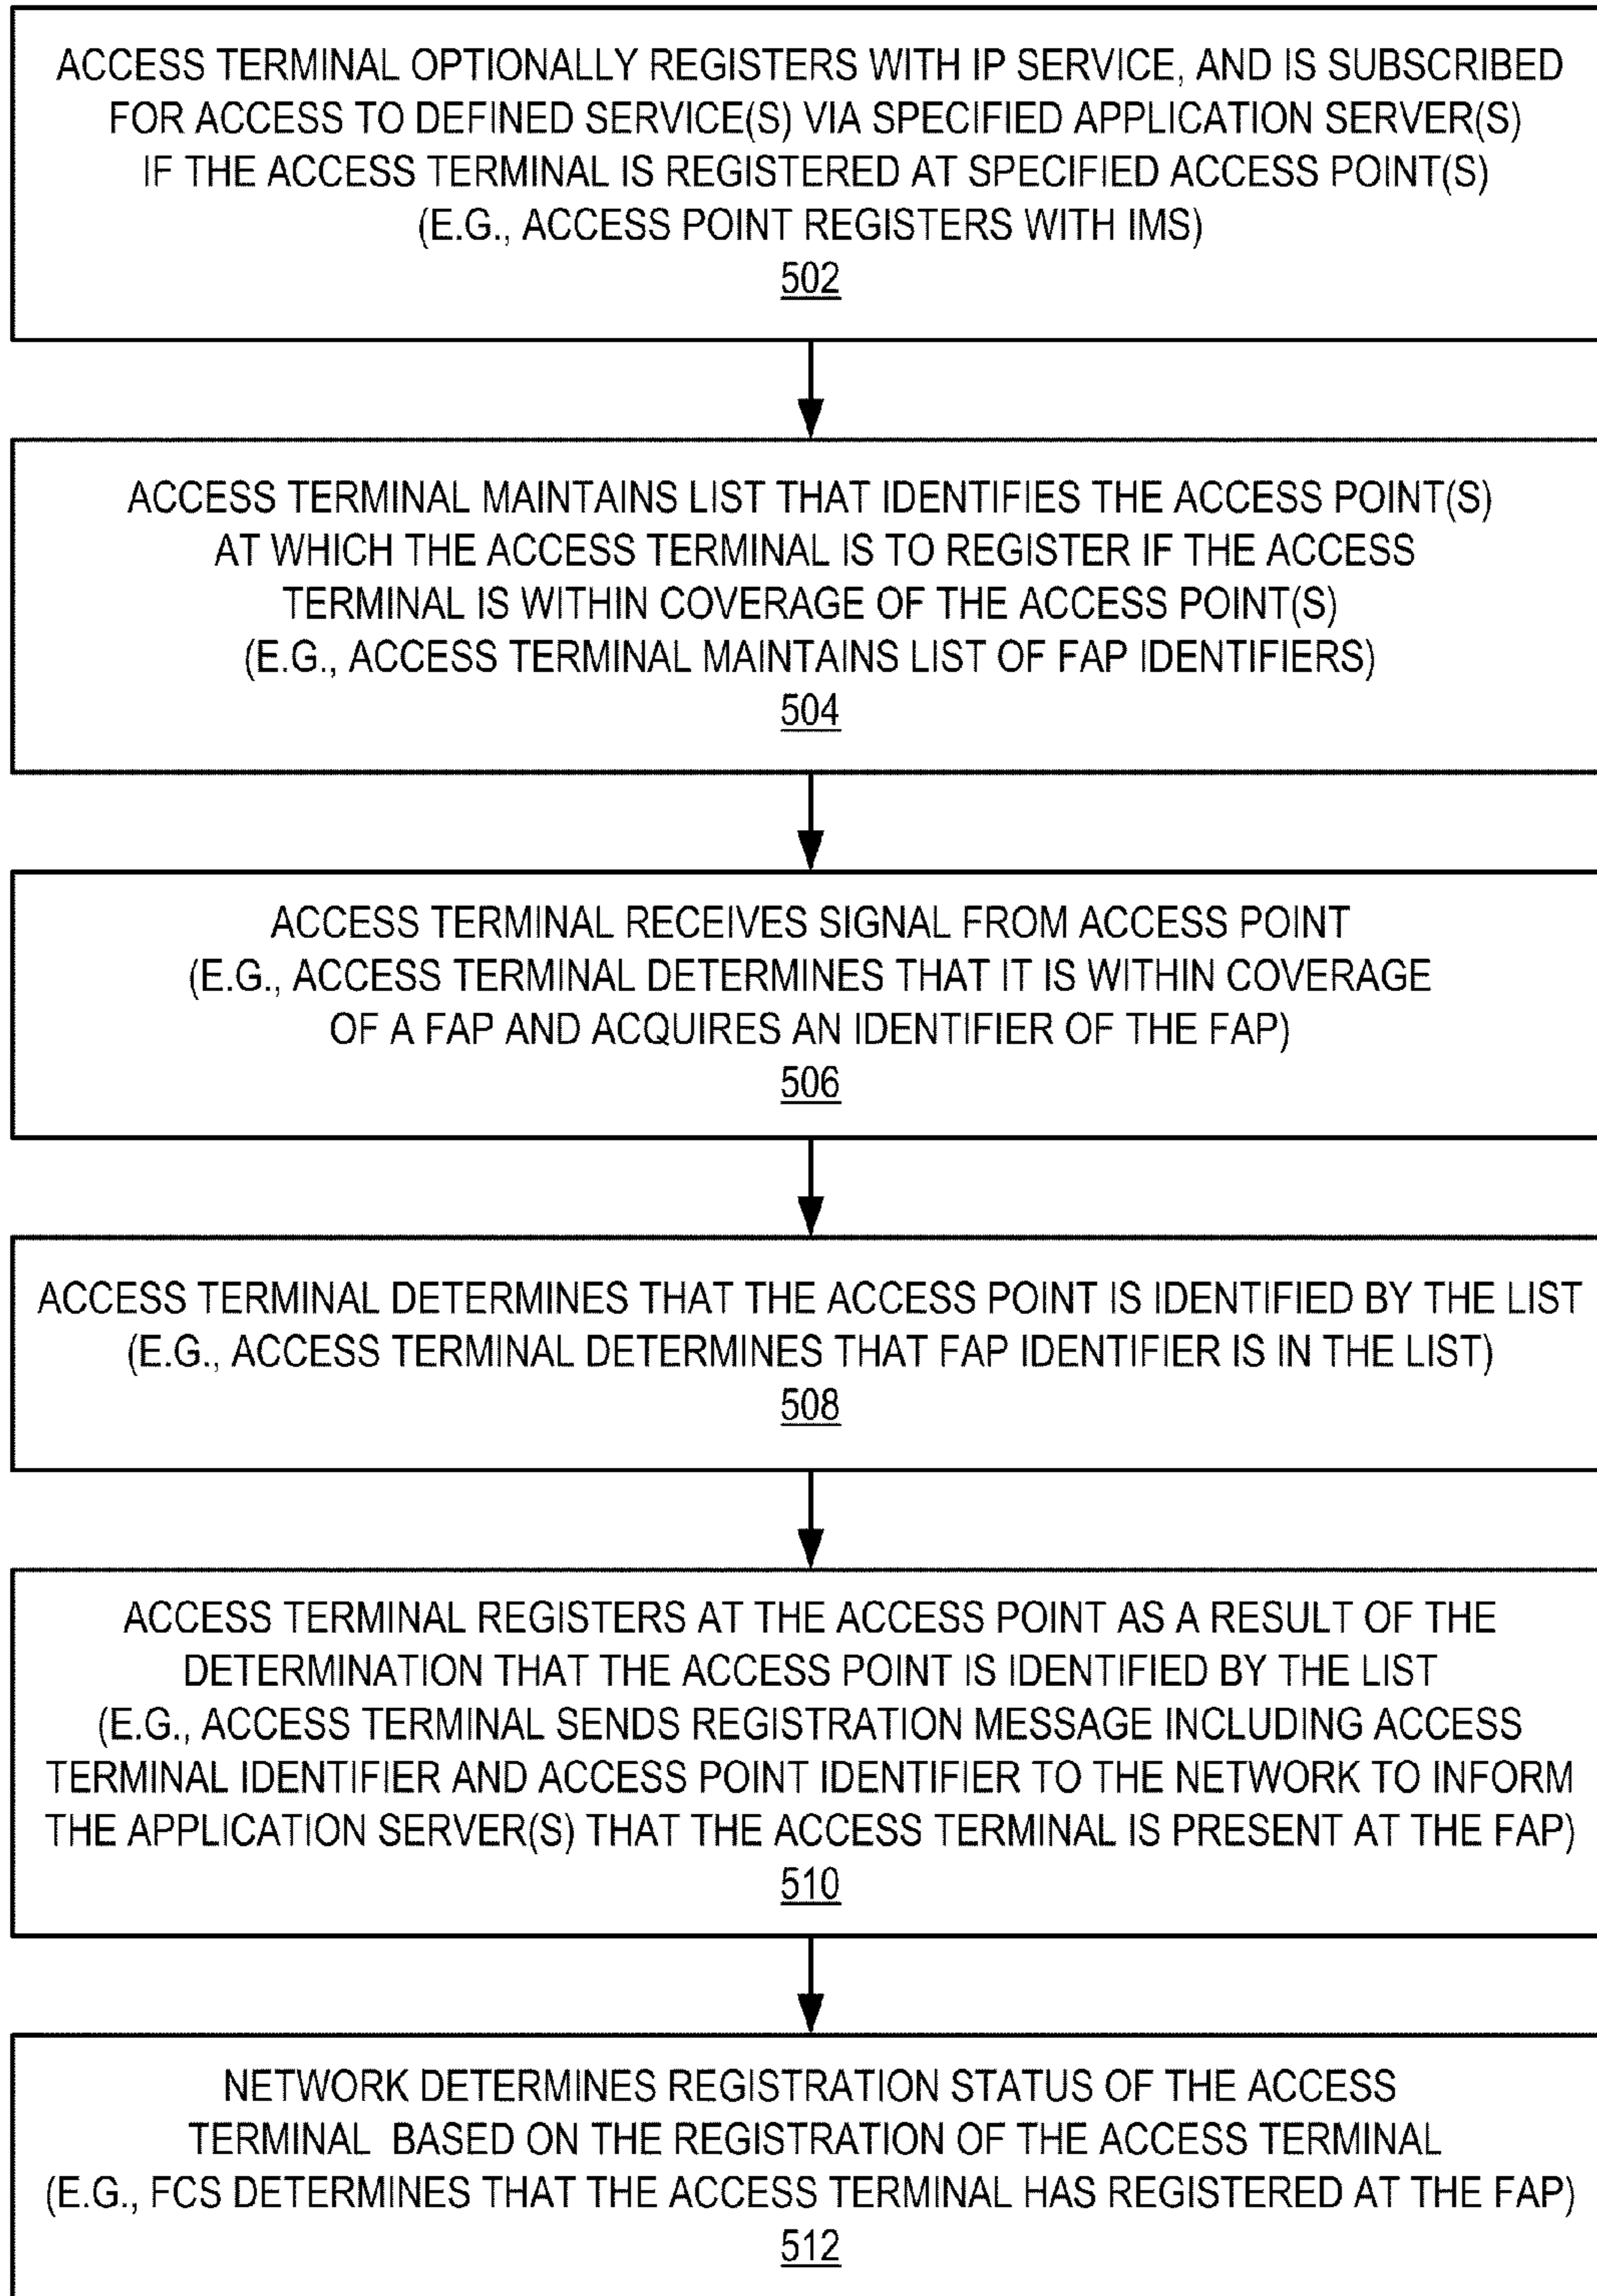 ACCESS TERMINAL OPTIONALLY REGISTERS WITH IP SERVICE, AND IS SUBSCRIBED
FOR ACCESS TO DEFINED SERVICE(S) VIA SPECIFIED APPLICATION SERVER(S)
IF THE ACCESS TERMINAL IS REGISTERED AT SPECIFIED ACCESS POINT(S)
(E.G., ACCESS POINT REGISTERS WITH IMS)
502
ACCESS TERMINAL MAINTAINS LIST THAT IDENTIFIES THE ACCESS POINT(S)
AT WHICH THE ACCESS TERMINAL IS TO REGISTER IF THE ACCESS
TERMINAL IS WITHIN COVERAGE OF THE ACCESS POINT(S)
(E.G., ACCESS TERMINAL MAINTAINS LIST OF FAP IDENTIFIERS)
504
ACCESS TERMINAL RECEIVES SIGNAL FROM ACCESS POINT
(E.G., ACCESS TERMINAL DETERMINES THAT IT IS WITHIN COVERAGE
OF A FAP AND ACQUIRES AN IDENTIFIER OF THE FAP)
506
ACCESS TERMINAL DETERMINES THAT THE ACCESS POINT IS IDENTIFIED BY THE LIST
(E.G., ACCESS TERMINAL DETERMINES THAT FAP IDENTIFIER IS IN THE LIST)
508
ACCESS TERMINAL REGISTERS AT THE ACCESS POINT AS A RESULT OF THE
DETERMINATION THAT THE ACCESS POINT IS IDENTIFIED BY THE LIST
(E.G., ACCESS TERMINAL SENDS REGISTRATION MESSAGE INCLUDING ACCESS
TERMINAL IDENTIFIER AND ACCESS POINT IDENTIFIER TO THE NETWORK TO INFORM
THE APPLICATION SERVER(S) THAT THE ACCESS TERMINAL IS PRESENT AT THE FAP)
510
NETWORK DETERMINES REGISTRATION STATUS OF THE ACCESS
TERMINAL BASED ON THE REGISTRATION OF THE ACCESS TERMINAL
(E.G., FCS DETERMINES THAT THE ACCESS TERMINAL HAS REGISTERED AT THE FAP)
512